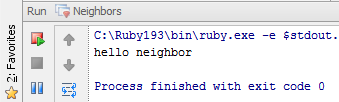 Run Neighbors
C:\Ruby193\bin\ruby.exe -e $stdout.
hello neighbor
Process finished with exit code 0
2: Favorites